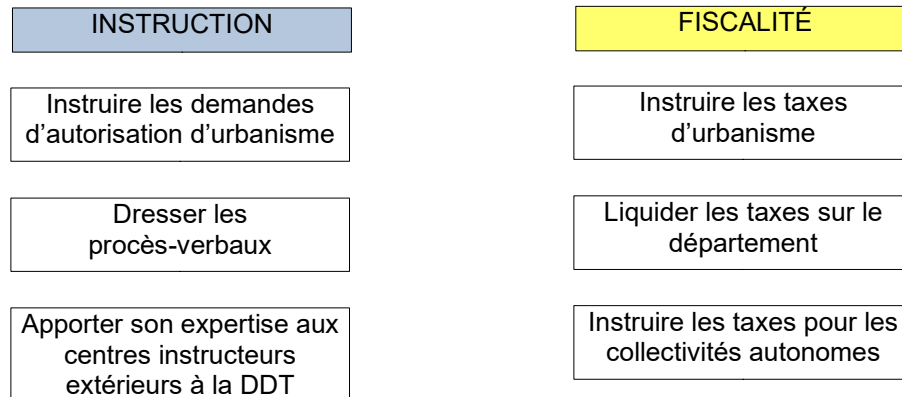 INSTRUCTION
Instruire les demandes
d’autorisation d’urbanisme
Dresser les
procès-verbaux
Apporter son expertise aux
centres instructeurs
extérieurs à la DDT
FISCALITÉ
Instruire les taxes
d’urbanisme
Liquider les taxes sur le
département
Instruire les taxes pour les
collectivités autonomes